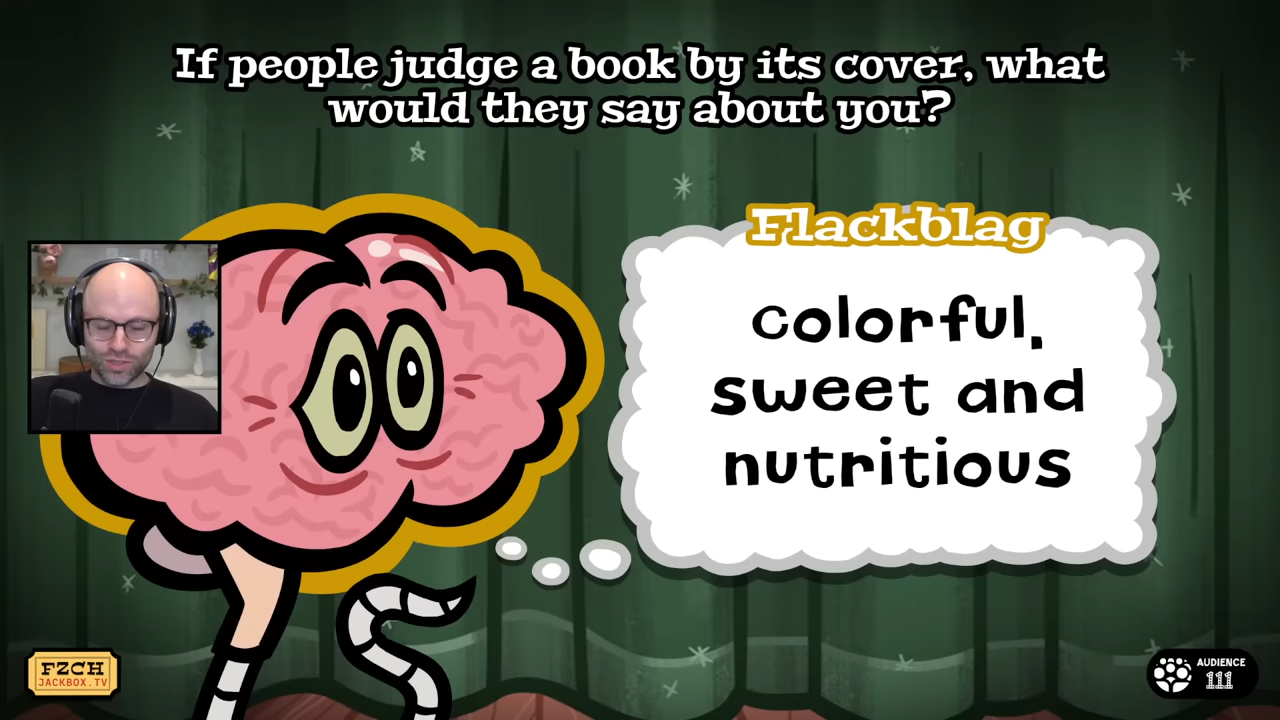 If people judge a book by its cover, what
would they say about you?
Flackblag
colorful,
sweet and
nutritious
FZCH
JACKBOX.TV
AUDIENCE
111